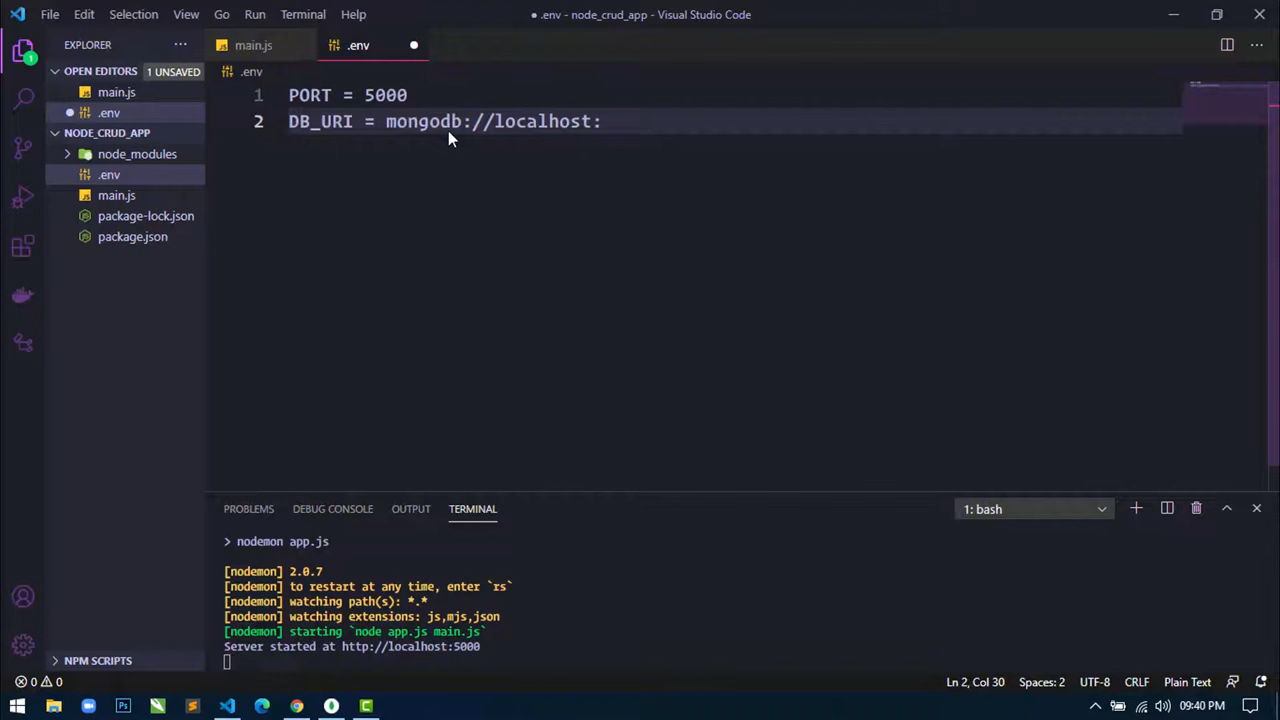 File Edit Selection View Go Run Terminal Help
● .env - node_crud_app - Visual Studio Code
EXPLORER
main.js
.env
OPEN EDITORS 1 UNSAVED
main.js
.env
NODE_CRUD_APP
node_modules
.env
main.js
package-lock.json
package.json
NPM SCRIPTS
1
.env
1 PORT = 5000
2 DB_URI = mongodb://localhost:
PROBLEMS DEBUG CONSOLE OUTPUT TERMINAL
1: bash
> nodemon app.js
[nodemon] 2.0.7
[nodemon] to restart at any time, enter `rs`
[nodemon] watching path(s): *.*
[nodemon] watching extensions: js,mjs,json
[nodemon] starting `node app.js main.js`
Server started at http://localhost:5000
0 0
Ln 2, Col 30 Spaces: 2 UTF-8 CRLF Plain Text
Ps
09:40 PM